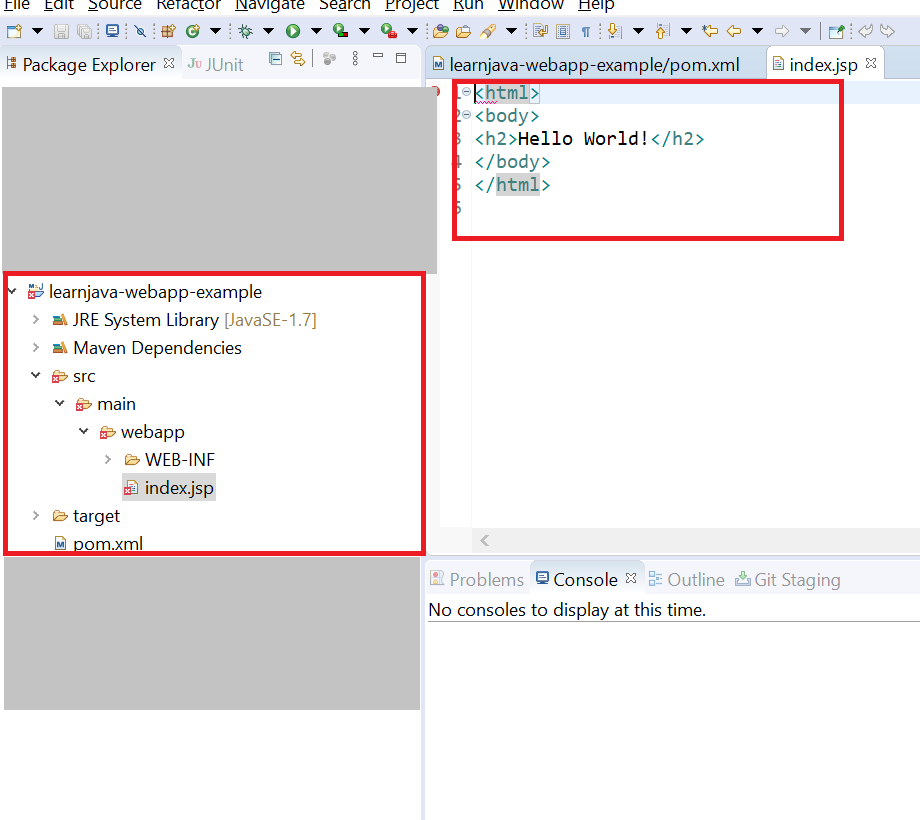 File Edit Source Refactor Navigate Search Project Run Window Help
Package Explorer JUnit
learnjava-webapp-example/pom.xml index.jsp
1 <html>
2 <body>
3 <h2>Hello World!</h2>
4 </body>
5 </html>
6
learnjava-webapp-example
JRE System Library [JavaSE-1.7]
Maven Dependencies
src
main
webapp
WEB-INF
index.jsp
target
pom.xml
Problems Console Outline Git Staging
No consoles to display at this time.